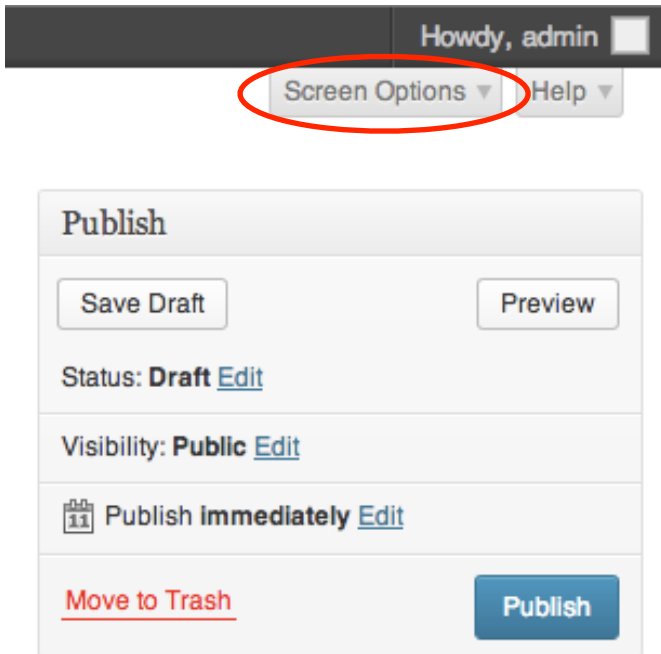 Howdy, admin
Screen Options ▼ Help ▼
Publish
Save Draft Preview
Status: Draft Edit
Visibility: Public Edit
11 Publish immediately Edit
Move to Trash Publish